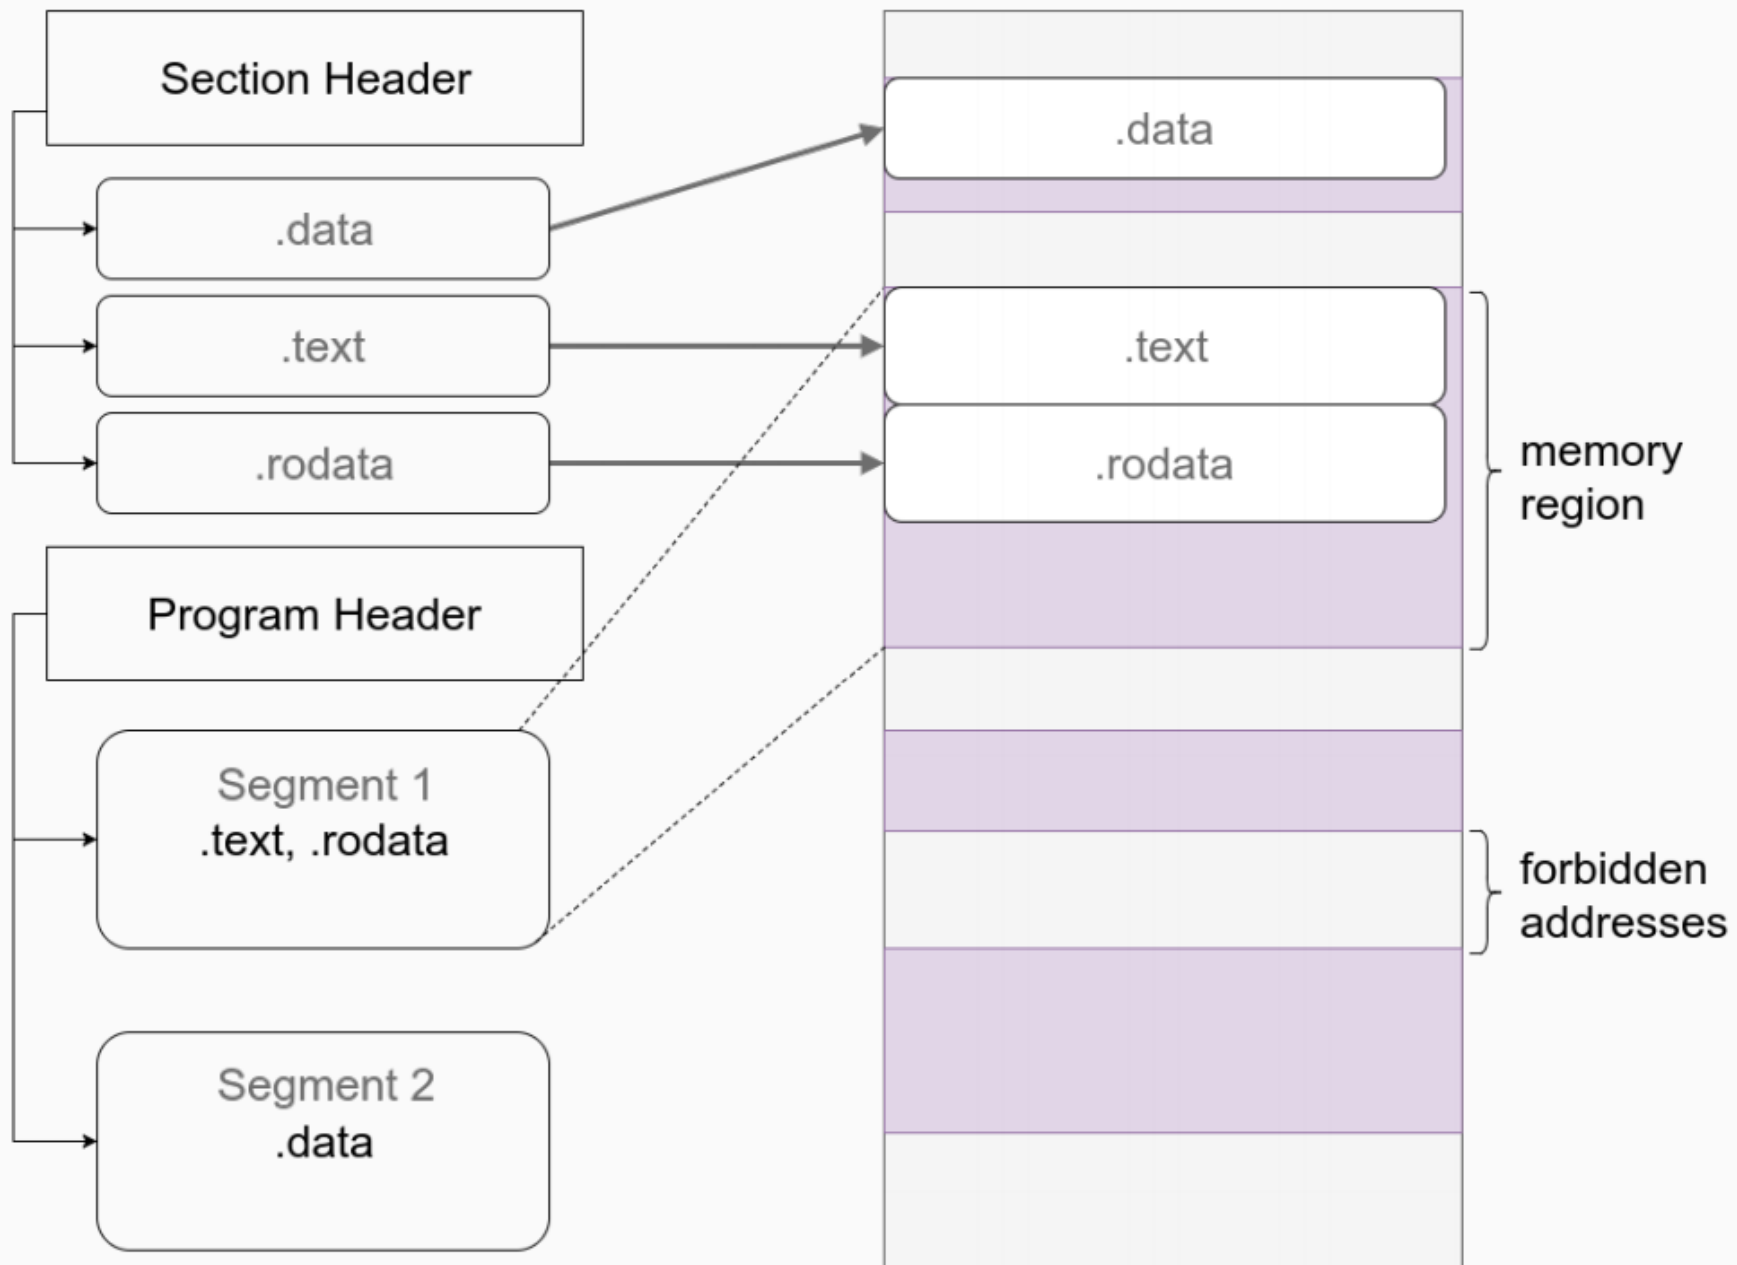 Section Header
.data
.text
.rodata
Program Header
Segment 1
.text, .rodata
Segment 2
.data
.data
.text
.rodata
memory
region
forbidden
addresses